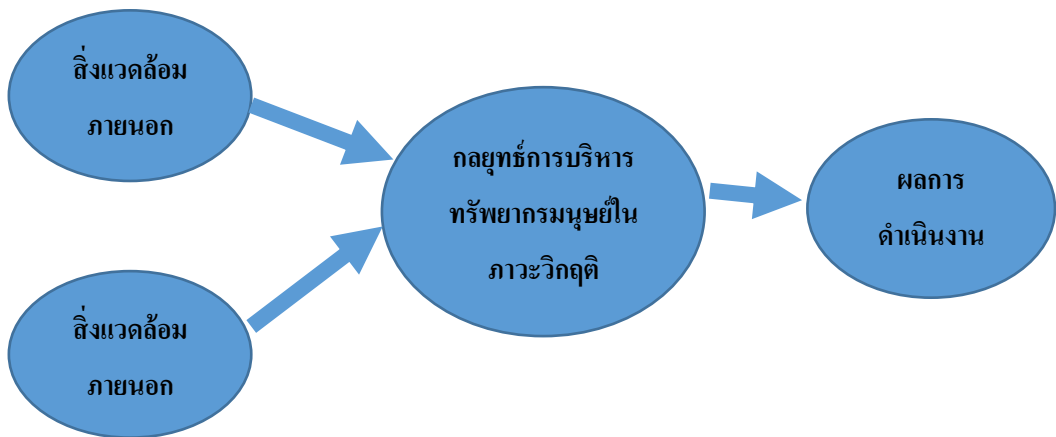 สิ่งแวดล้อม
ภายนอก
กลยุทธ์การบริหาร
ทรัพยากรมนุษย์ใน
ภาวะวิกฤติ
ผลการ
ดำเนินงาน
สิ่งแวดล้อม
ภายนอก